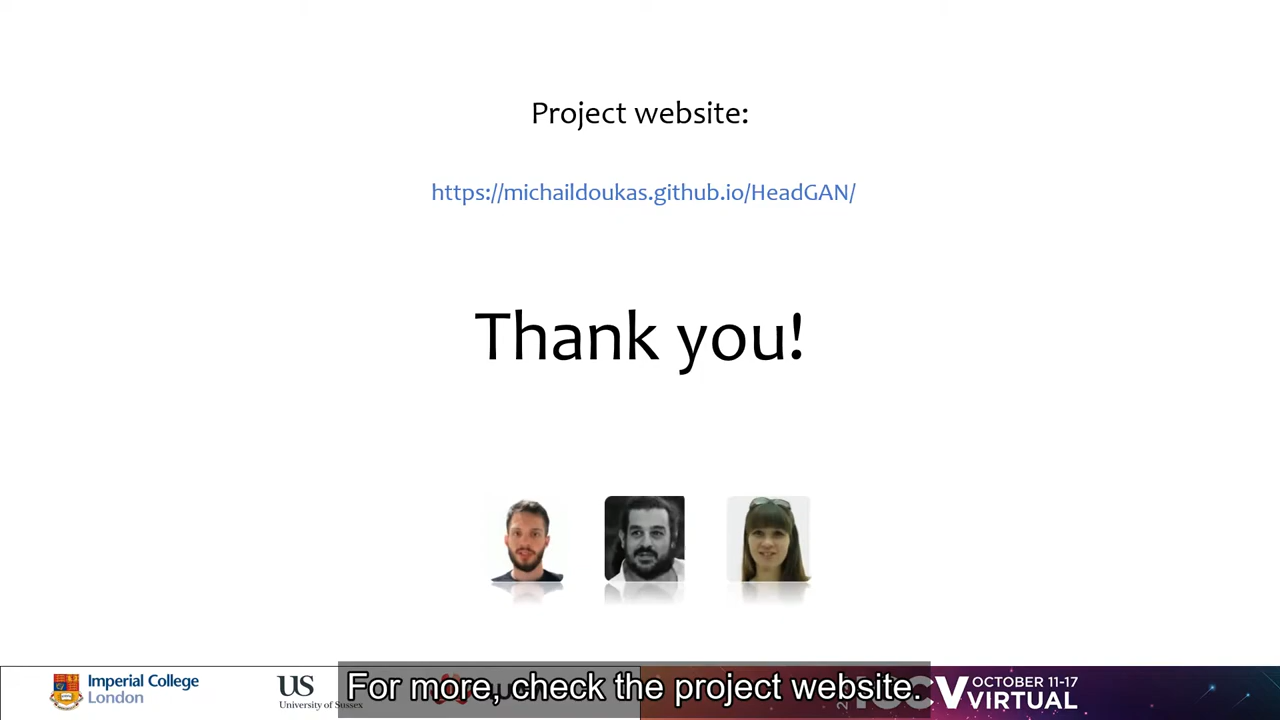 Project website:
https://michaildoukas.github.io/HeadGAN/
Thank you!
Imperial College
London
US
University of Sussex
For more, check the project website.
OCTOBER 11-17
VIRTUAL